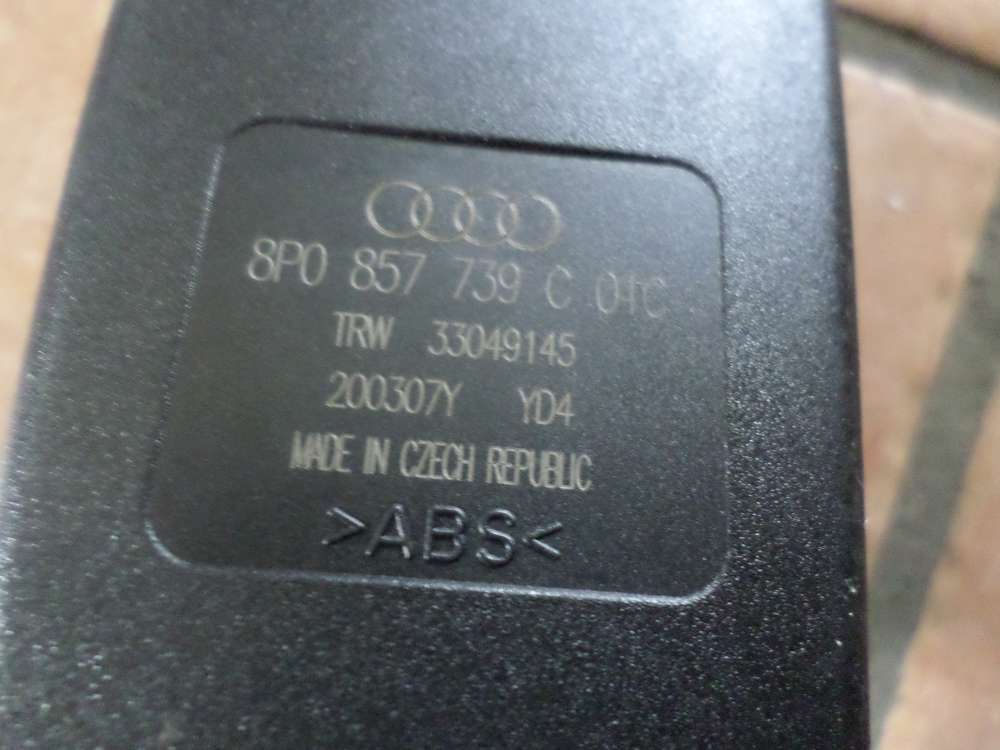 8P0 857 739 C 01C
TRW 33049145
200307Y YD4
MADE IN CZECH REPUBLIC
>ABS<